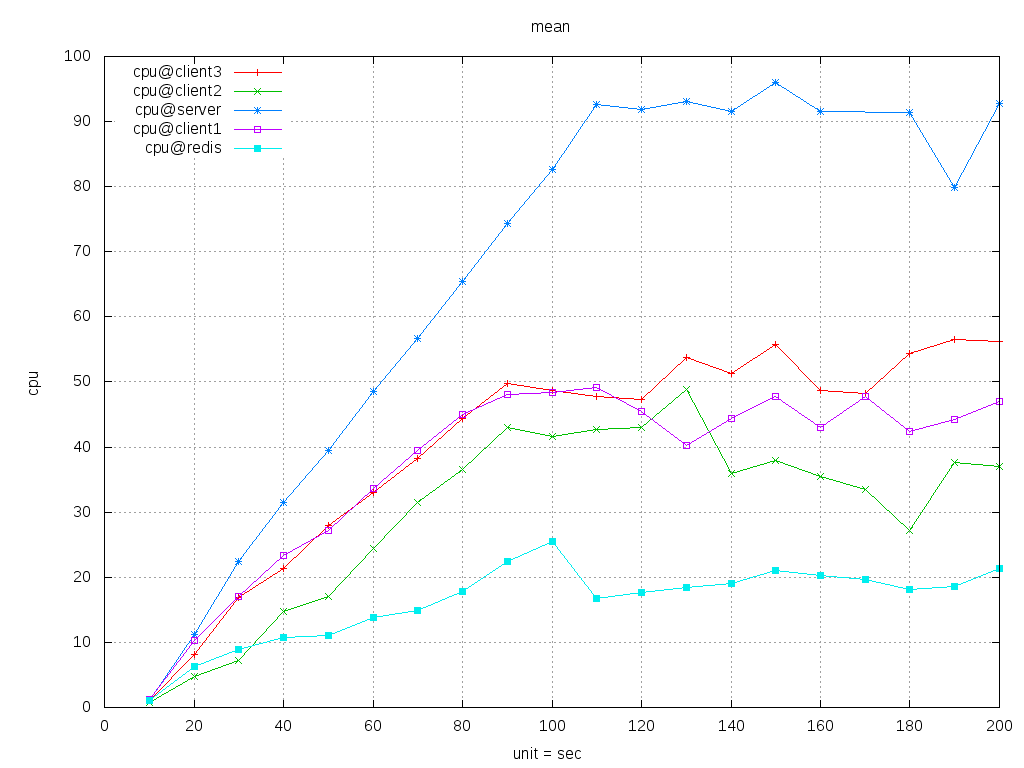 mean
100
90
80
70
60
50
40
30
20
10
0
cpu@client3
cpu@client2
cpu@server
cpu@client1
cpu@redis
cpu
0 20 40 60 80 100 120 140 160 180 200
unit = sec